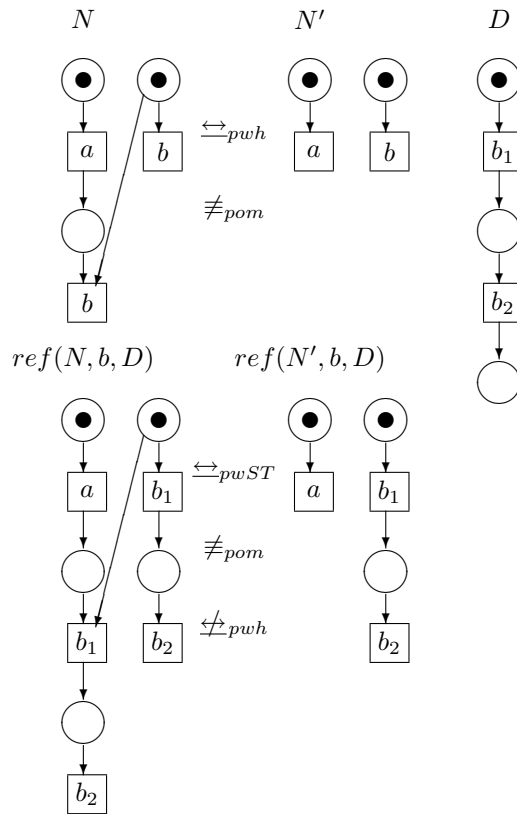 N N′ D
a b ↔pwh a b b1
≢pom
b b2
ref(N, b, D) ref(N′, b, D)
a b1 ↔pwST a b1
≢pom
b1 b2 ↮pwh b2
b2